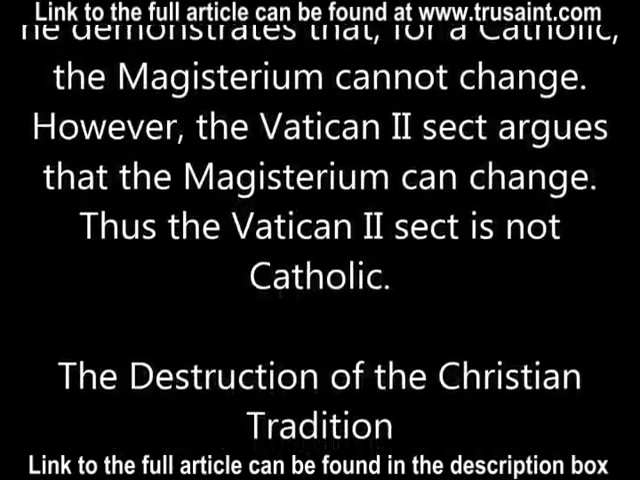 Link to the full article can be found at www.trusaint.com
he demonstrates that, for a Catholic,
the Magisterium cannot change.
However, the Vatican II sect argues
that the Magisterium can change.
Thus the Vatican II sect is not
Catholic.
The Destruction of the Christian
Tradition
Link to the full article can be found in the description box